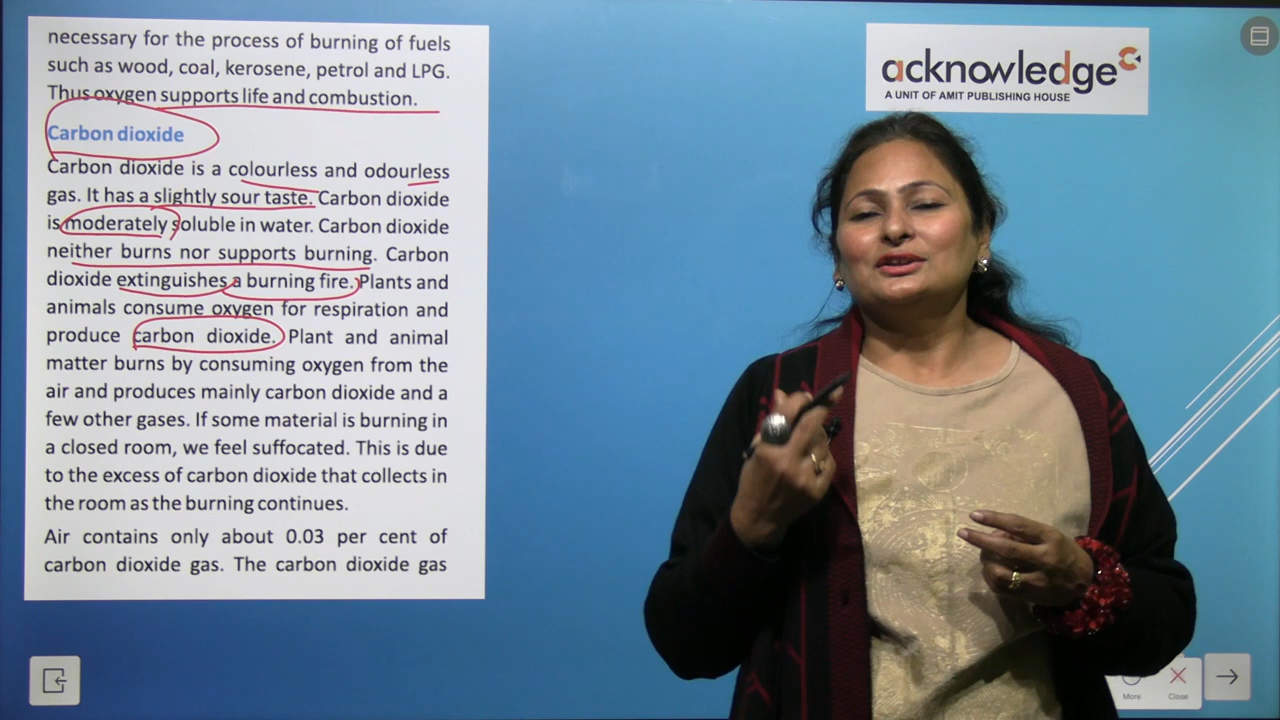 necessary for the process of burning of fuels
such as wood, coal, kerosene, petrol and LPG.
Thus oxygen supports life and combustion.
Carbon dioxide
Carbon dioxide is a colourless and odourless
gas. It has a slightly sour taste. Carbon dioxide
is moderately soluble in water. Carbon dioxide
neither burns nor supports burning. Carbon
dioxide extinguishes a burning fire. Plants and
animals consume oxygen for respiration and
produce carbon dioxide. Plant and animal
matter burns by consuming oxygen from the
air and produces mainly carbon dioxide and a
few other gases. If some material is burning in
a closed room, we feel suffocated. This is due
to the excess of carbon dioxide that collects in
the room as the burning continues.
Air contains only about 0.03 per cent of
carbon dioxide gas. The carbon dioxide gas
acknowledge
A UNIT OF AMIT PUBLISHING HOUSE
More Close